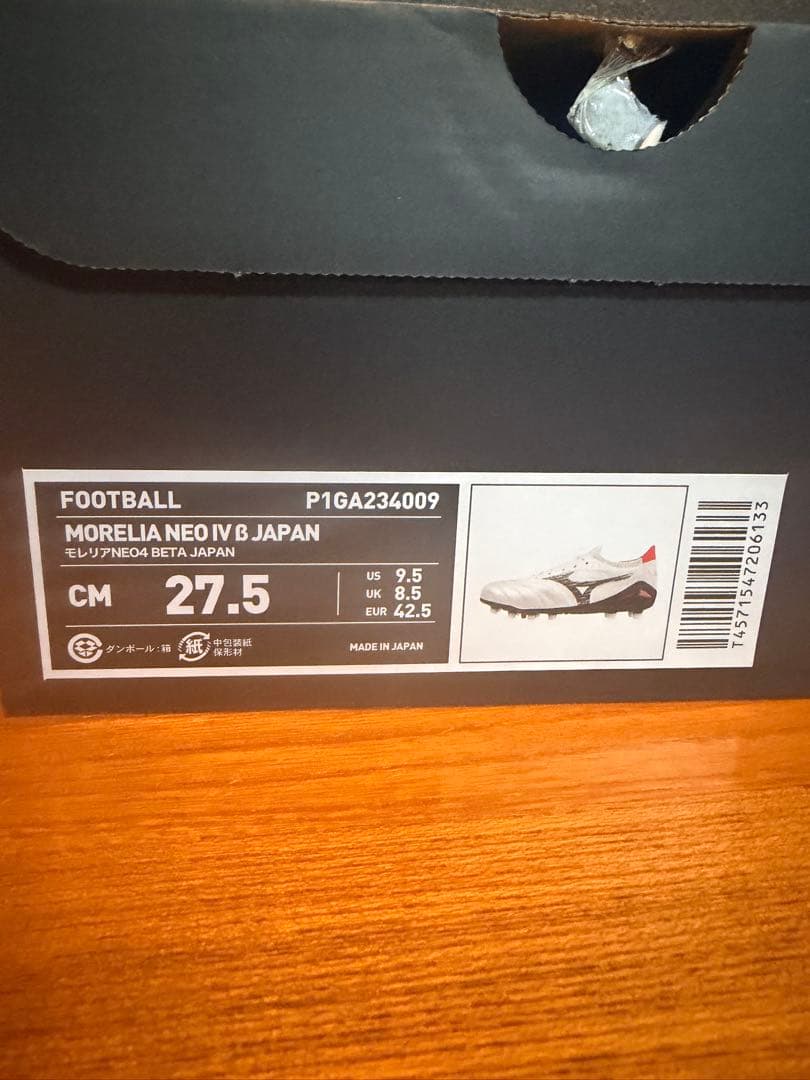 FOOTBALL P1GA234009
MORELIA NEO IV β JAPAN
モレリアNEO4 BETA JAPAN
CM 27.5
US 9.5
UK 8.5
EUR 42.5
ダンボール：箱
紙
中包装紙
保形材
MADE IN JAPAN
T45715547206133